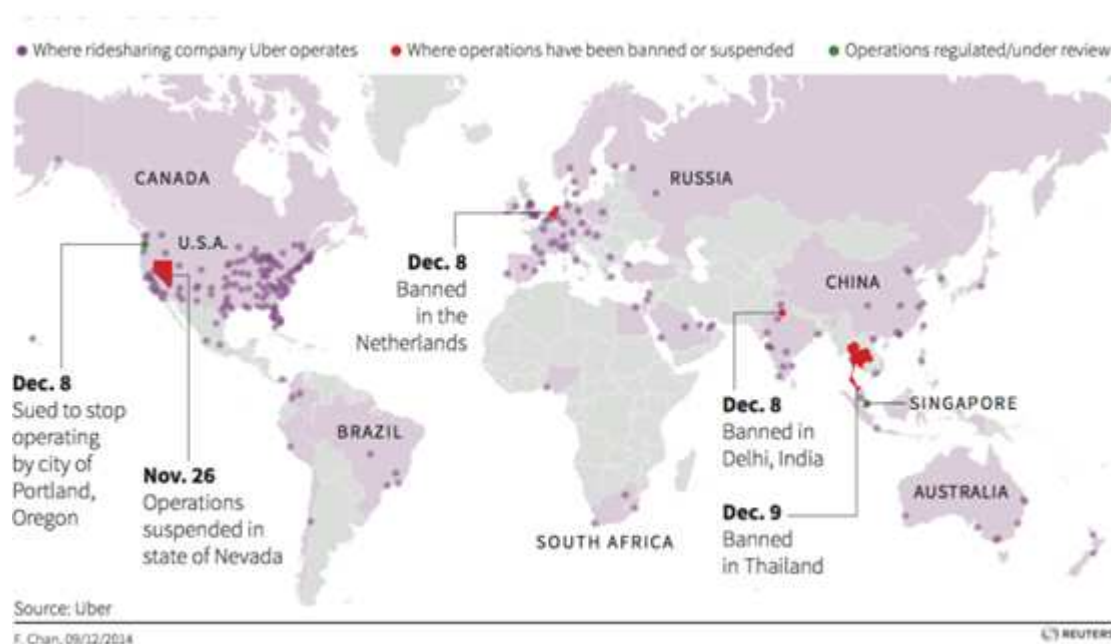 Where ridesharing company Uber operates
Where operations have been banned or suspended
Operations regulated/under review
CANADA
RUSSIA
U.S.A.
Dec. 8
Banned
in the
Netherlands
CHINA
Dec. 8
Sued to stop
operating
by city of
Portland,
Oregon
Nov. 26
Operations
suspended in
state of Nevada
BRAZIL
SOUTH AFRICA
Dec. 8
Banned in
Delhi, India
SINGAPORE
Dec. 9
Banned
in Thailand
AUSTRALIA
Source: Uber
F. Chan, 09/12/2014
REUTERS